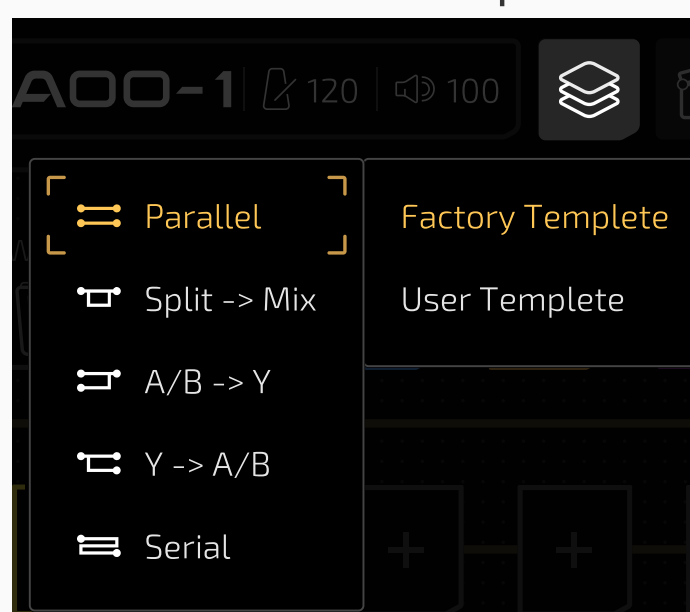 A00-1 120 100
Parallel
Split -> Mix
A/B -> Y
Y -> A/B
Serial
Factory Templete
User Templete